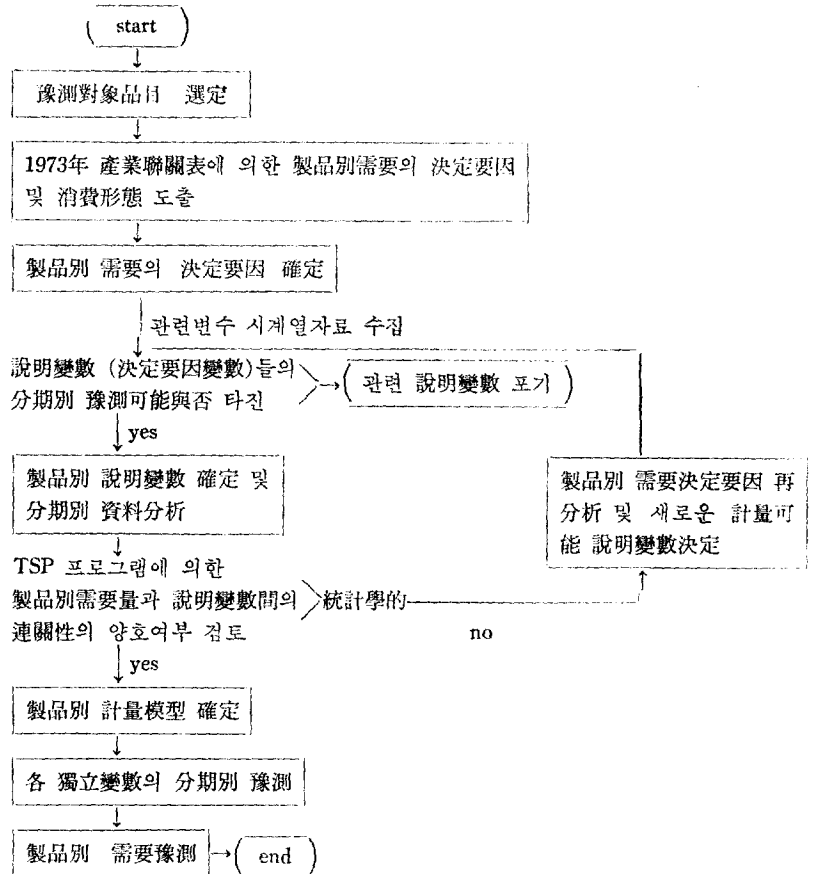 start
豫測對象品目 選定
1973年 產業聯關表에 의한 製品別需要의 決定要因
및 消費形態 도출
製品別 需要의 決定要因 確定
관련변수 시계열자료 수집
說明變數 (決定要因變數)들의
分期別 豫測可能與否 타진
관련 說明變數 포기
yes
製品別 說明變數 確定 및
分期別 資料分析
製品別 需要決定要因 再
分析 및 새로운 計量可
能 說明變數決定
TSP 프로그램에 의한
製品別需要量과 說明變數間의
連關性의 양호여부 검토
統計學的
no
yes
製品別 計量模型 確定
各 獨立變數의 分期別 豫測
製品別 需要豫測
end